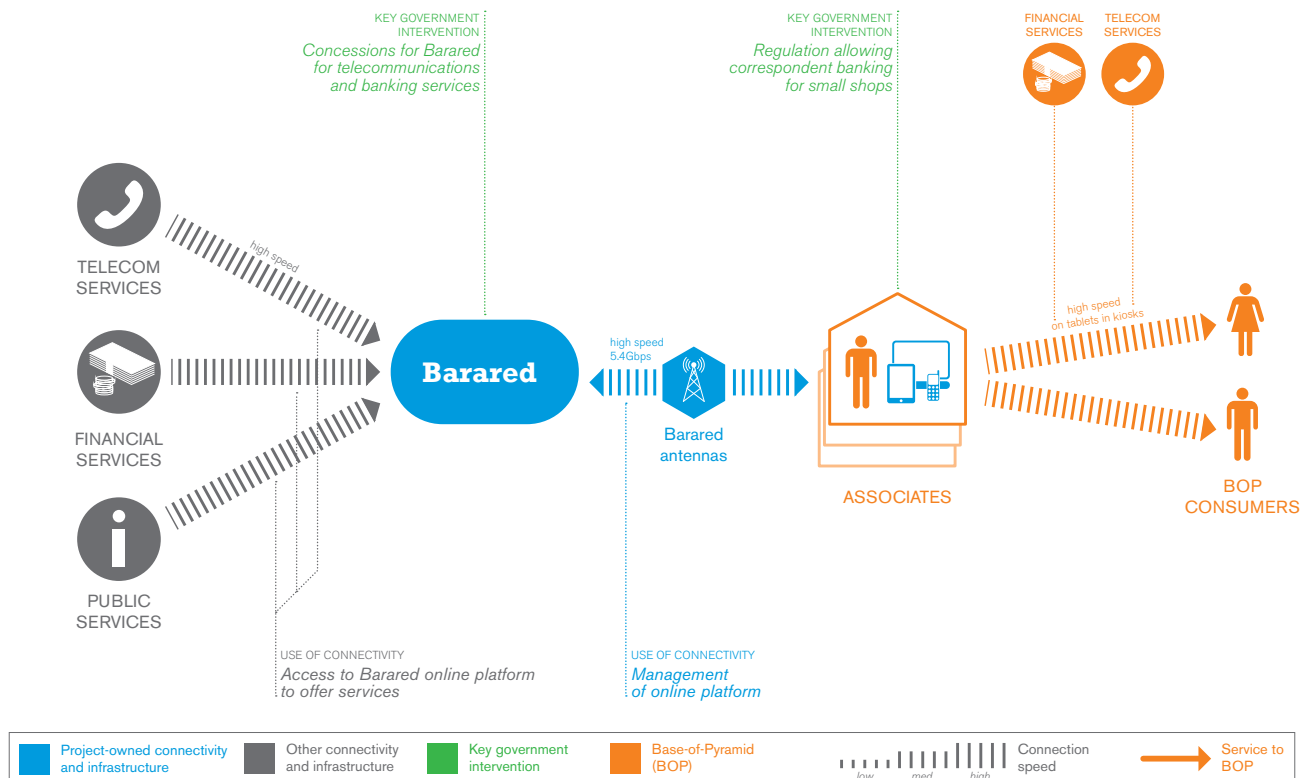 KEY GOVERNMENT
INTERVENTION
Concessions for Barared
for telecommunications
and banking services
KEY GOVERNMENT
INTERVENTION
Regulation allowing
correspondent banking
for small shops
FINANCIAL
SERVICES
TELECOM
SERVICES
TELECOM
SERVICES
high speed
FINANCIAL
SERVICES
PUBLIC
SERVICES
Barared
high speed
5.4Gbps
Barared
antennas
ASSOCIATES
high speed
on tablets in kiosks
BOP
CONSUMERS
USE OF CONNECTIVITY
Access to Barared online platform
to offer services
USE OF CONNECTIVITY
Management
of online platform
Project-owned connectivity
and infrastructure
Other connectivity
and infrastructure
Key government
intervention
Base-of-Pyramid
(BOP)
low
med
high
Connection
speed
Service to
BOP